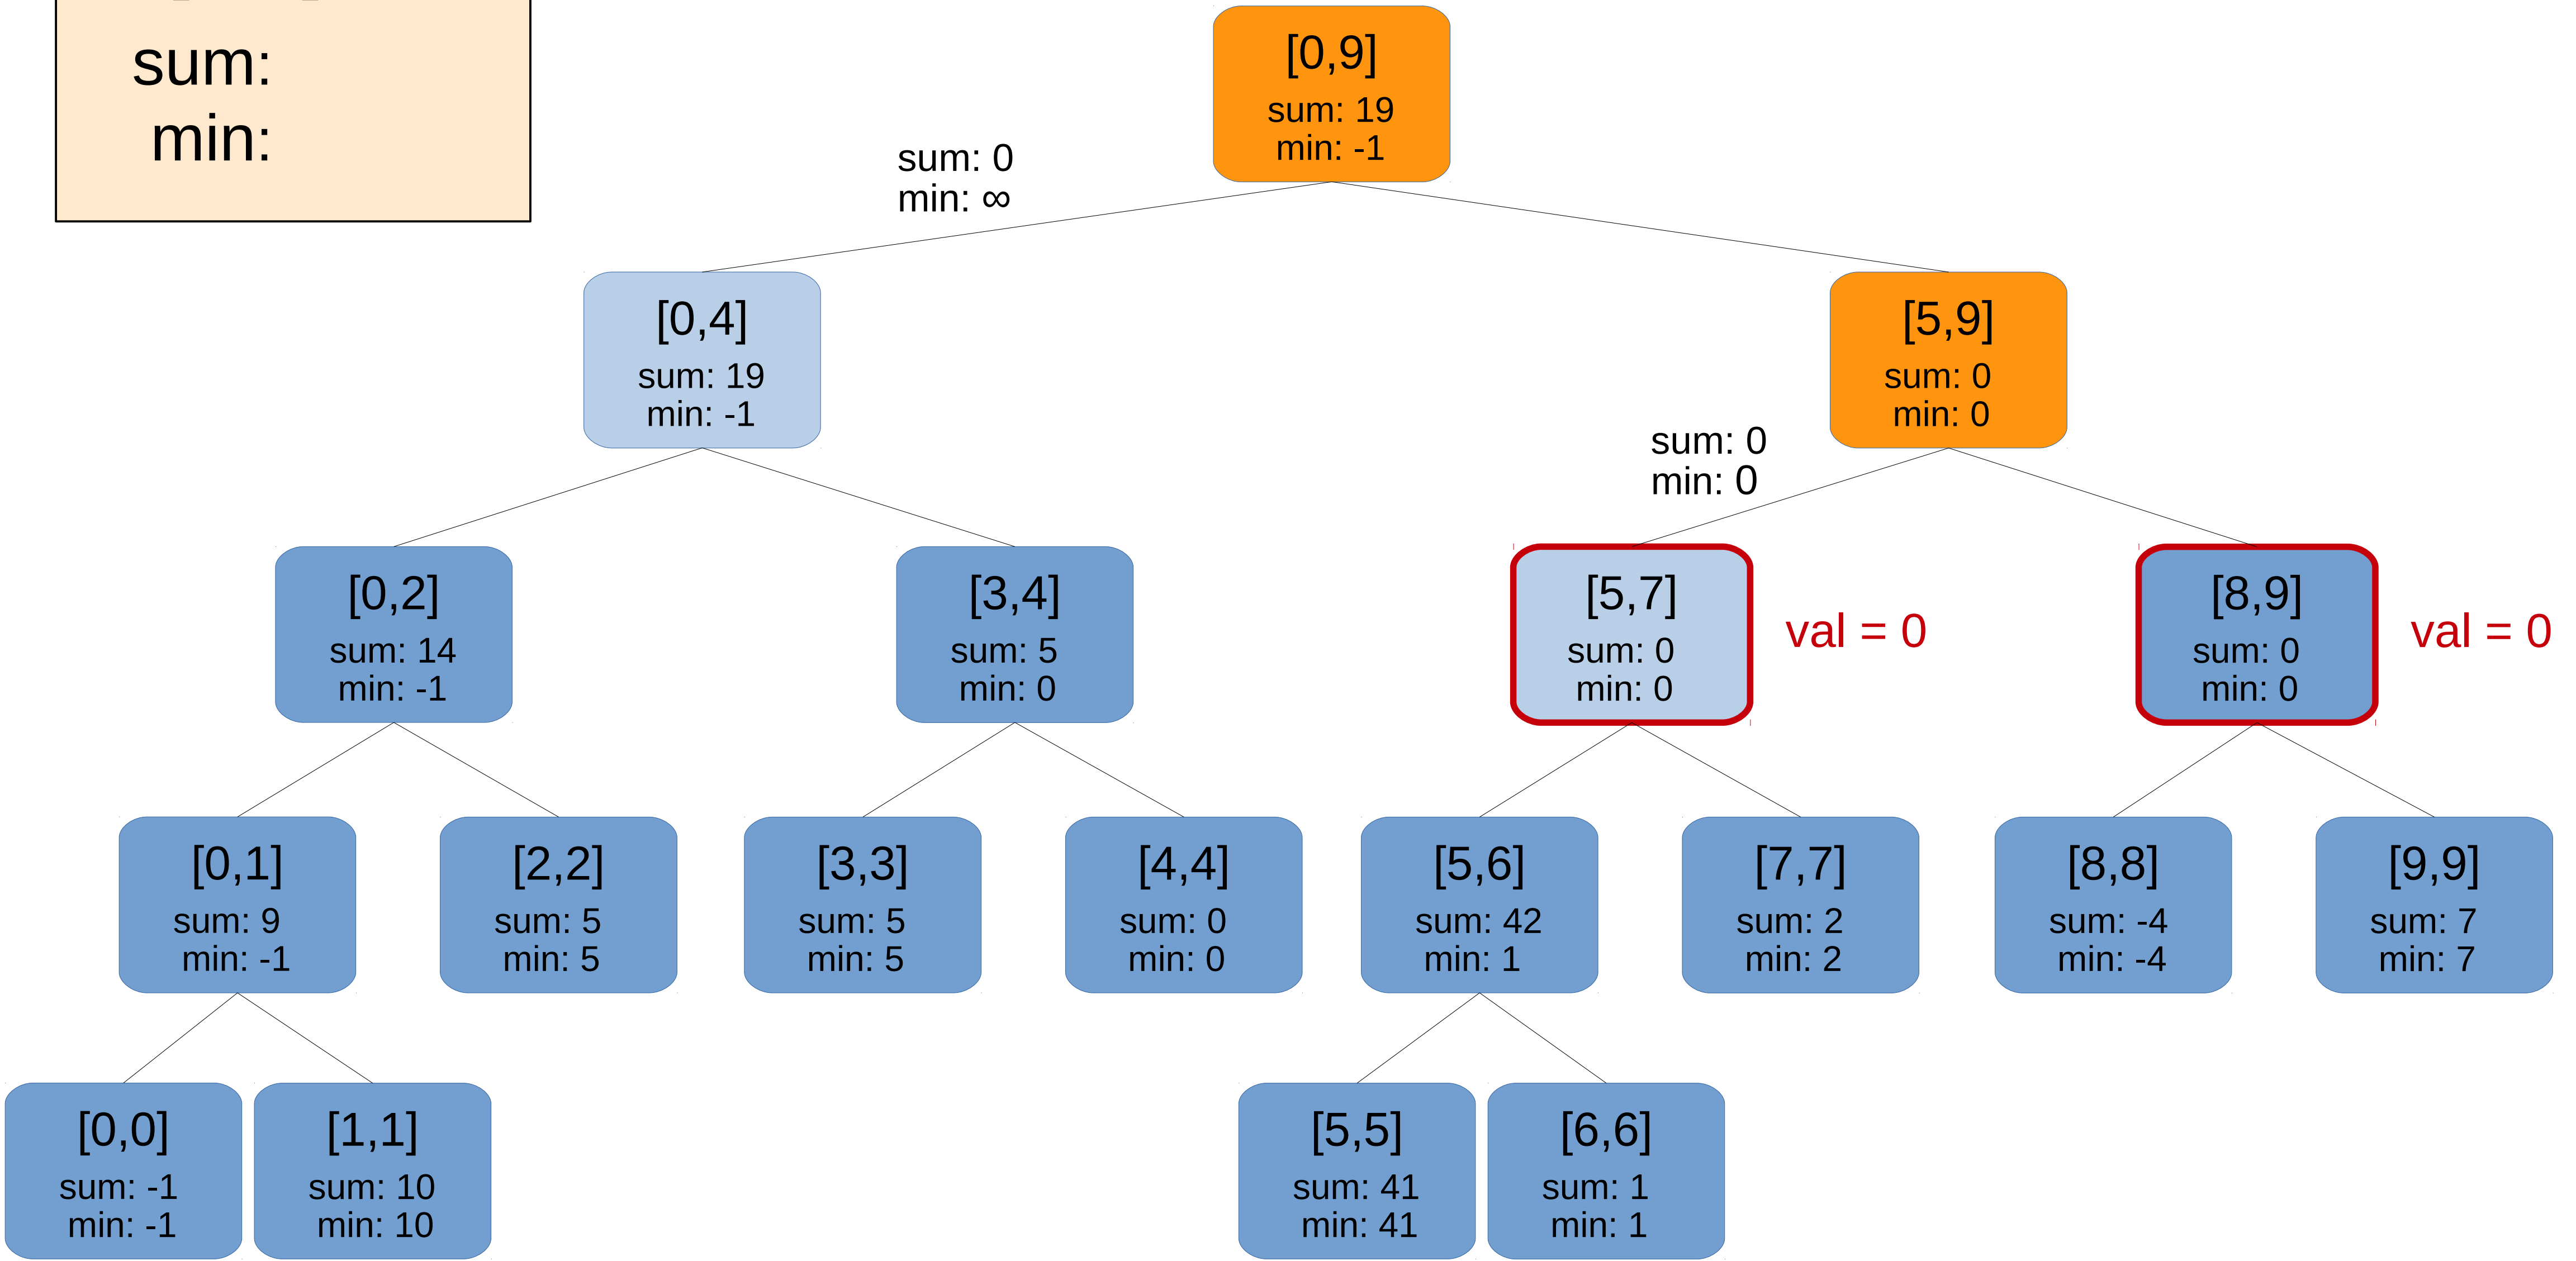 sum:
min:
[0,9]
sum: 19
min: -1
sum: 0
min: ∞
[0,4]
sum: 19
min: -1
[5,9]
sum: 0
min: 0
sum: 0
min: 0
[0,2]
sum: 14
min: -1
[3,4]
sum: 5
min: 0
[5,7]
sum: 0
min: 0
val = 0
[8,9]
sum: 0
min: 0
val = 0
[0,1]
sum: 9
min: -1
[2,2]
sum: 5
min: 5
[3,3]
sum: 5
min: 5
[4,4]
sum: 0
min: 0
[5,6]
sum: 42
min: 1
[7,7]
sum: 2
min: 2
[8,8]
sum: -4
min: -4
[9,9]
sum: 7
min: 7
[0,0]
sum: -1
min: -1
[1,1]
sum: 10
min: 10
[5,5]
sum: 41
min: 41
[6,6]
sum: 1
min: 1